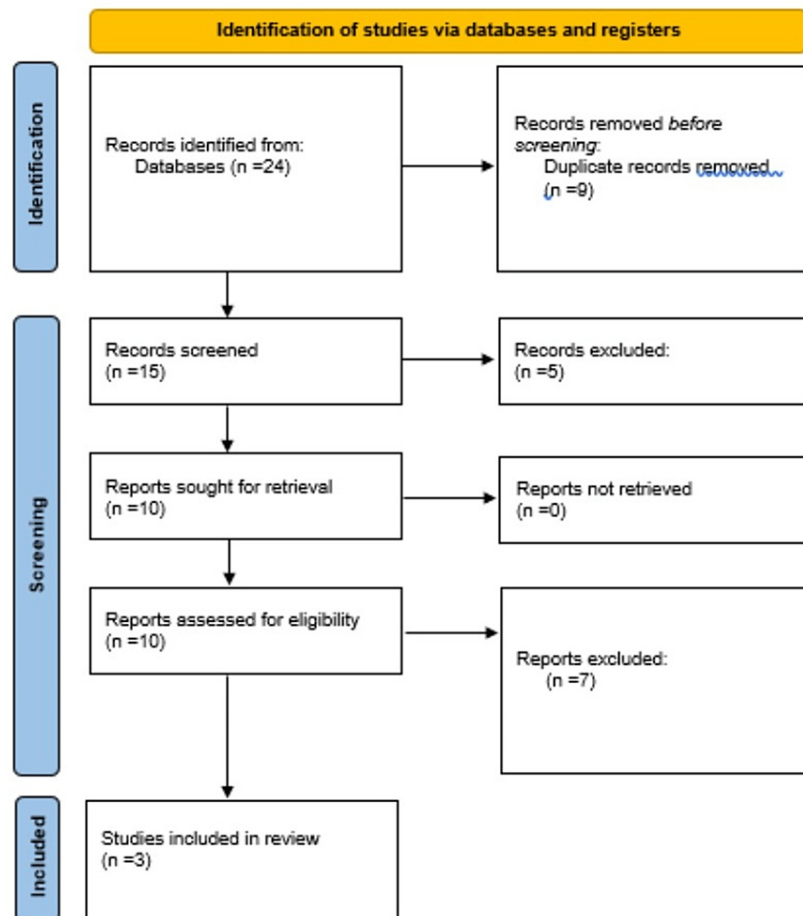 Identification of studies via databases and registers
Identification
Records identified from:
Databases (n =24)
Records removed before
screening:
Duplicate records removed
(n =9)
Screening
Records screened
(n =15)
Records excluded:
(n =5)
Reports sought for retrieval
(n =10)
Reports not retrieved
(n =0)
Reports assessed for eligibility
(n =10)
Reports excluded:
(n =7)
Included
Studies included in review
(n =3)